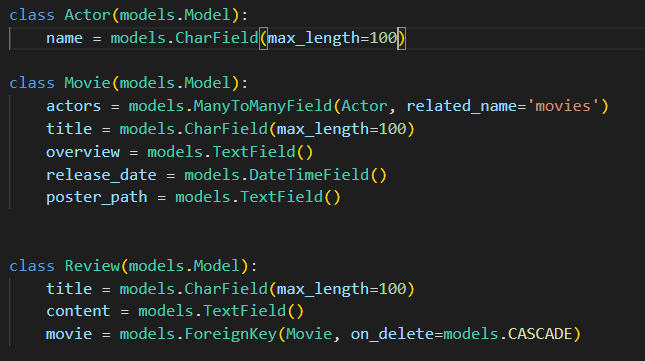 class Actor(models.Model):
    name = models.CharField(max_length=100)
class Movie(models.Model):
    actors = models.ManyToManyField(Actor, related_name='movies')
    title = models.CharField(max_length=100)
    overview = models.TextField()
    release_date = models.DateTimeField()
    poster_path = models.TextField()
class Review(models.Model):
    title = models.CharField(max_length=100)
    content = models.TextField()
    movie = models.ForeignKey(Movie, on_delete=models.CASCADE)